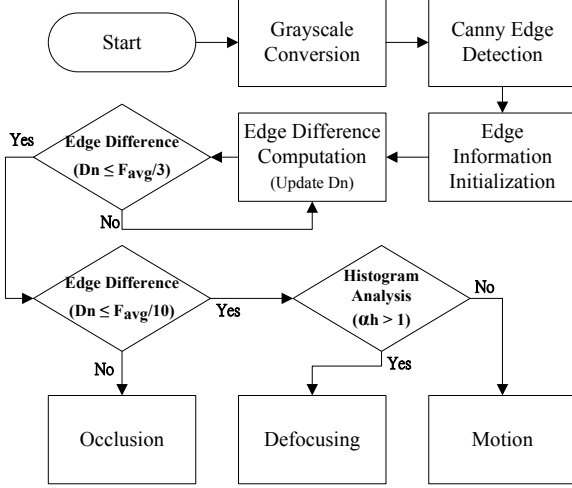 Start
Grayscale
Conversion
Canny Edge
Detection
Edge
Information
Initialization
Edge Difference
Computation
(Update Dn)
Edge Difference
(Dn ≤ Favg/3)
Yes
No
Edge Difference
(Dn ≤ Favg/10)
Yes
No
Histogram
Analysis
(αh > 1)
No
Yes
Occlusion
Defocusing
Motion